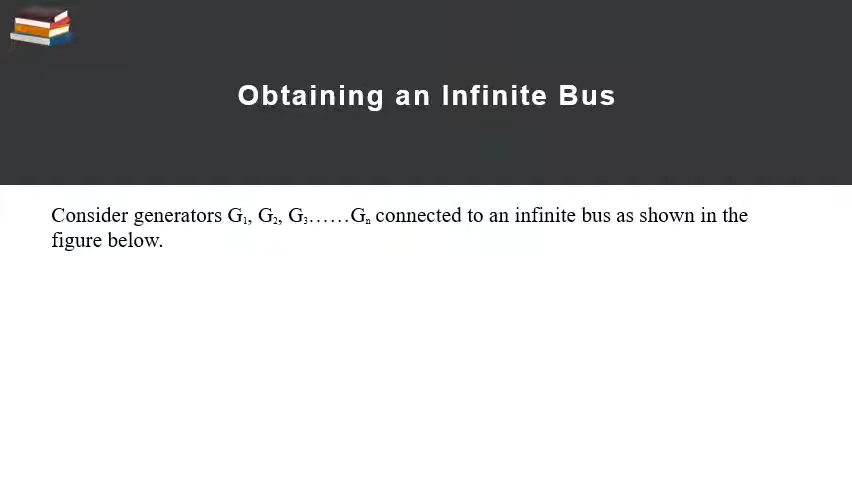 Obtaining an Infinite Bus
Consider generators G₁, G₂, G₃……Gₙ connected to an infinite bus as shown in the
figure below.